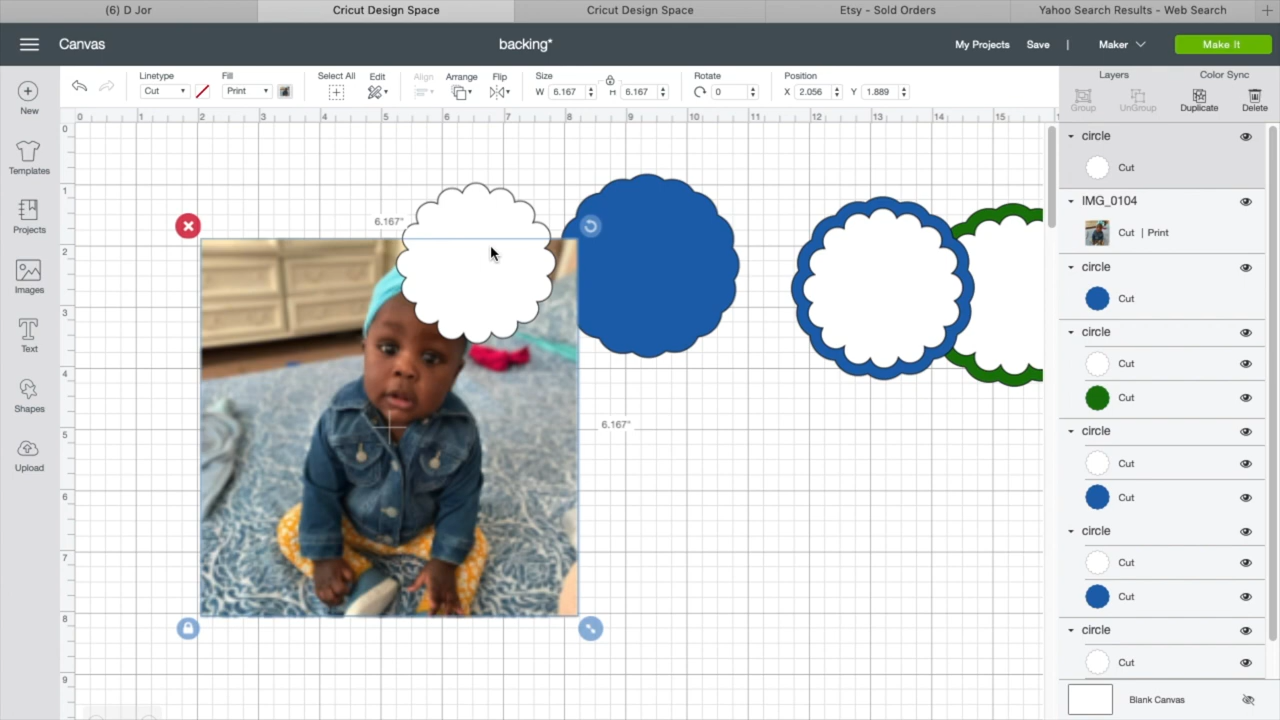 (6) D Jor
Cricut Design Space
Cricut Design Space
Etsy - Sold Orders
Yahoo Search Results - Web Search
Canvas
backing*
My Projects
Save
|
Maker
Make It
Linetype
Cut
Fill
Print
Select All
Edit
Align
Arrange
Flip
Size
W 6.167
H 6.167
Rotate
0
Position
X 2.056
Y 1.889
Layers
Color Sync
Group
UnGroup
Duplicate
Delete
0 1 2 3 4 5 6 7 8 9 10 11 12 13 14 15
0
1
2
3
4
5
6
7
8
9
New
Templates
Projects
Images
Text
Shapes
Upload
6.167"
6.167"
circle
Cut
IMG_0104
Cut | Print
circle
Cut
circle
Cut
Cut
circle
Cut
Cut
circle
Cut
Cut
circle
Cut
Blank Canvas